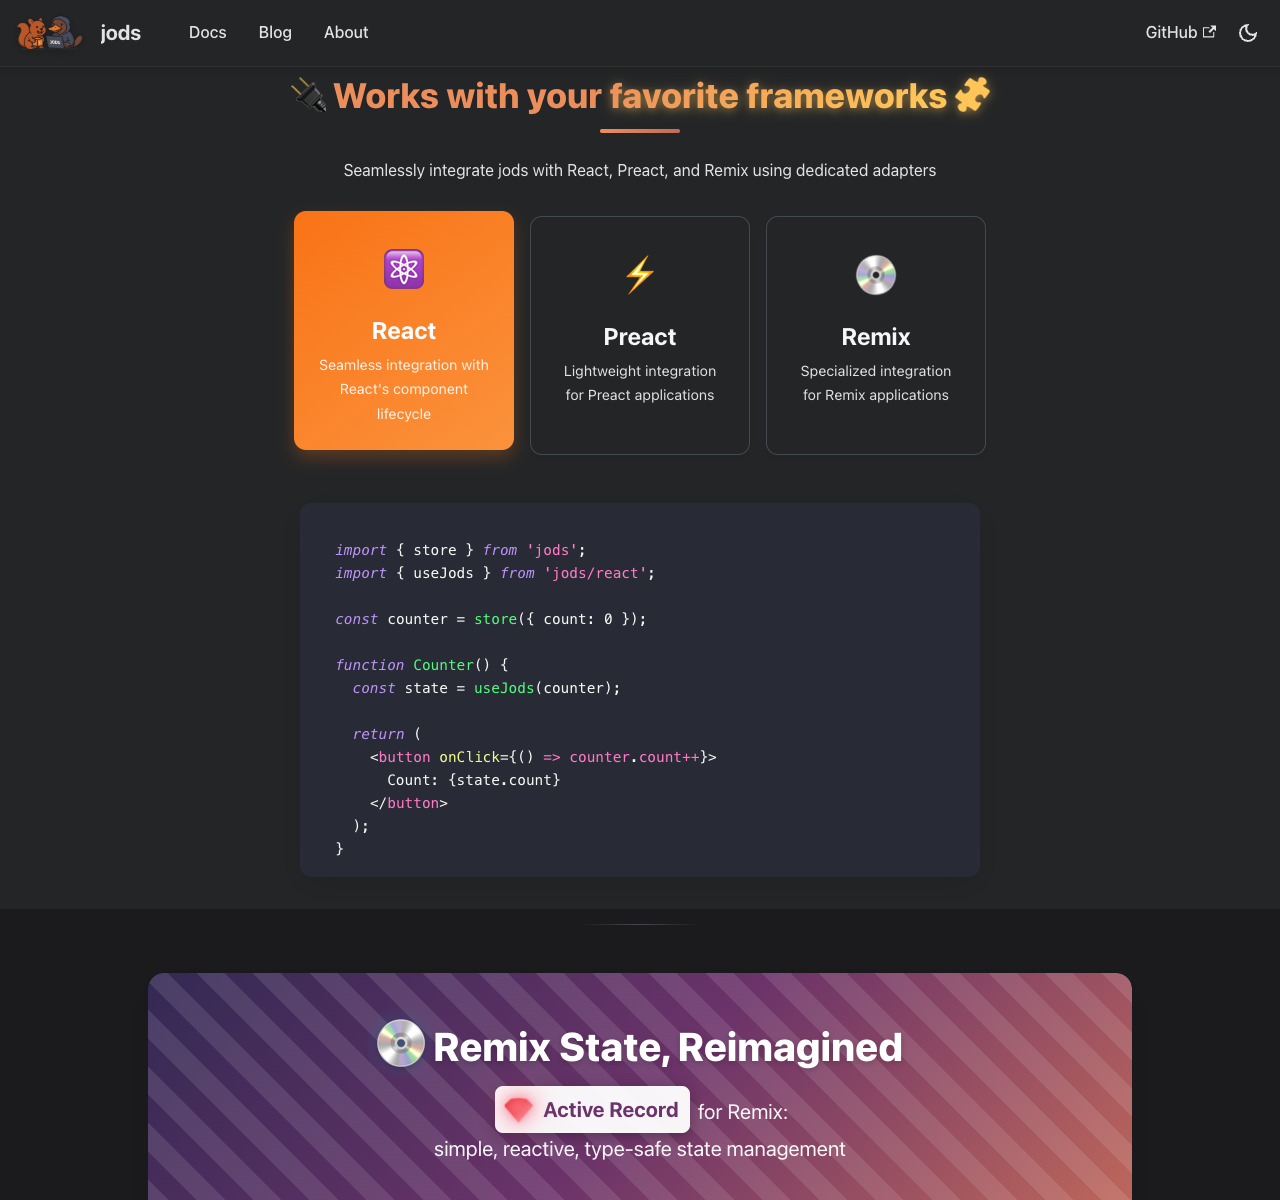 jods
Docs
Blog
About
GitHub
Works with your favorite frameworks
Seamlessly integrate jods with React, Preact, and Remix using dedicated adapters
React
Seamless integration with
React's component
lifecycle
Preact
Lightweight integration
for Preact applications
Remix
Specialized integration
for Remix applications
import { store } from 'jods';
import { useJods } from 'jods/react';
const counter = store({ count: 0 });
function Counter() {
  const state = useJods(counter);
  return (
    <button onClick={() => counter.count++}>
      Count: {state.count}
    </button>
  );
}
Remix State, Reimagined
Active Record for Remix:
simple, reactive, type-safe state management